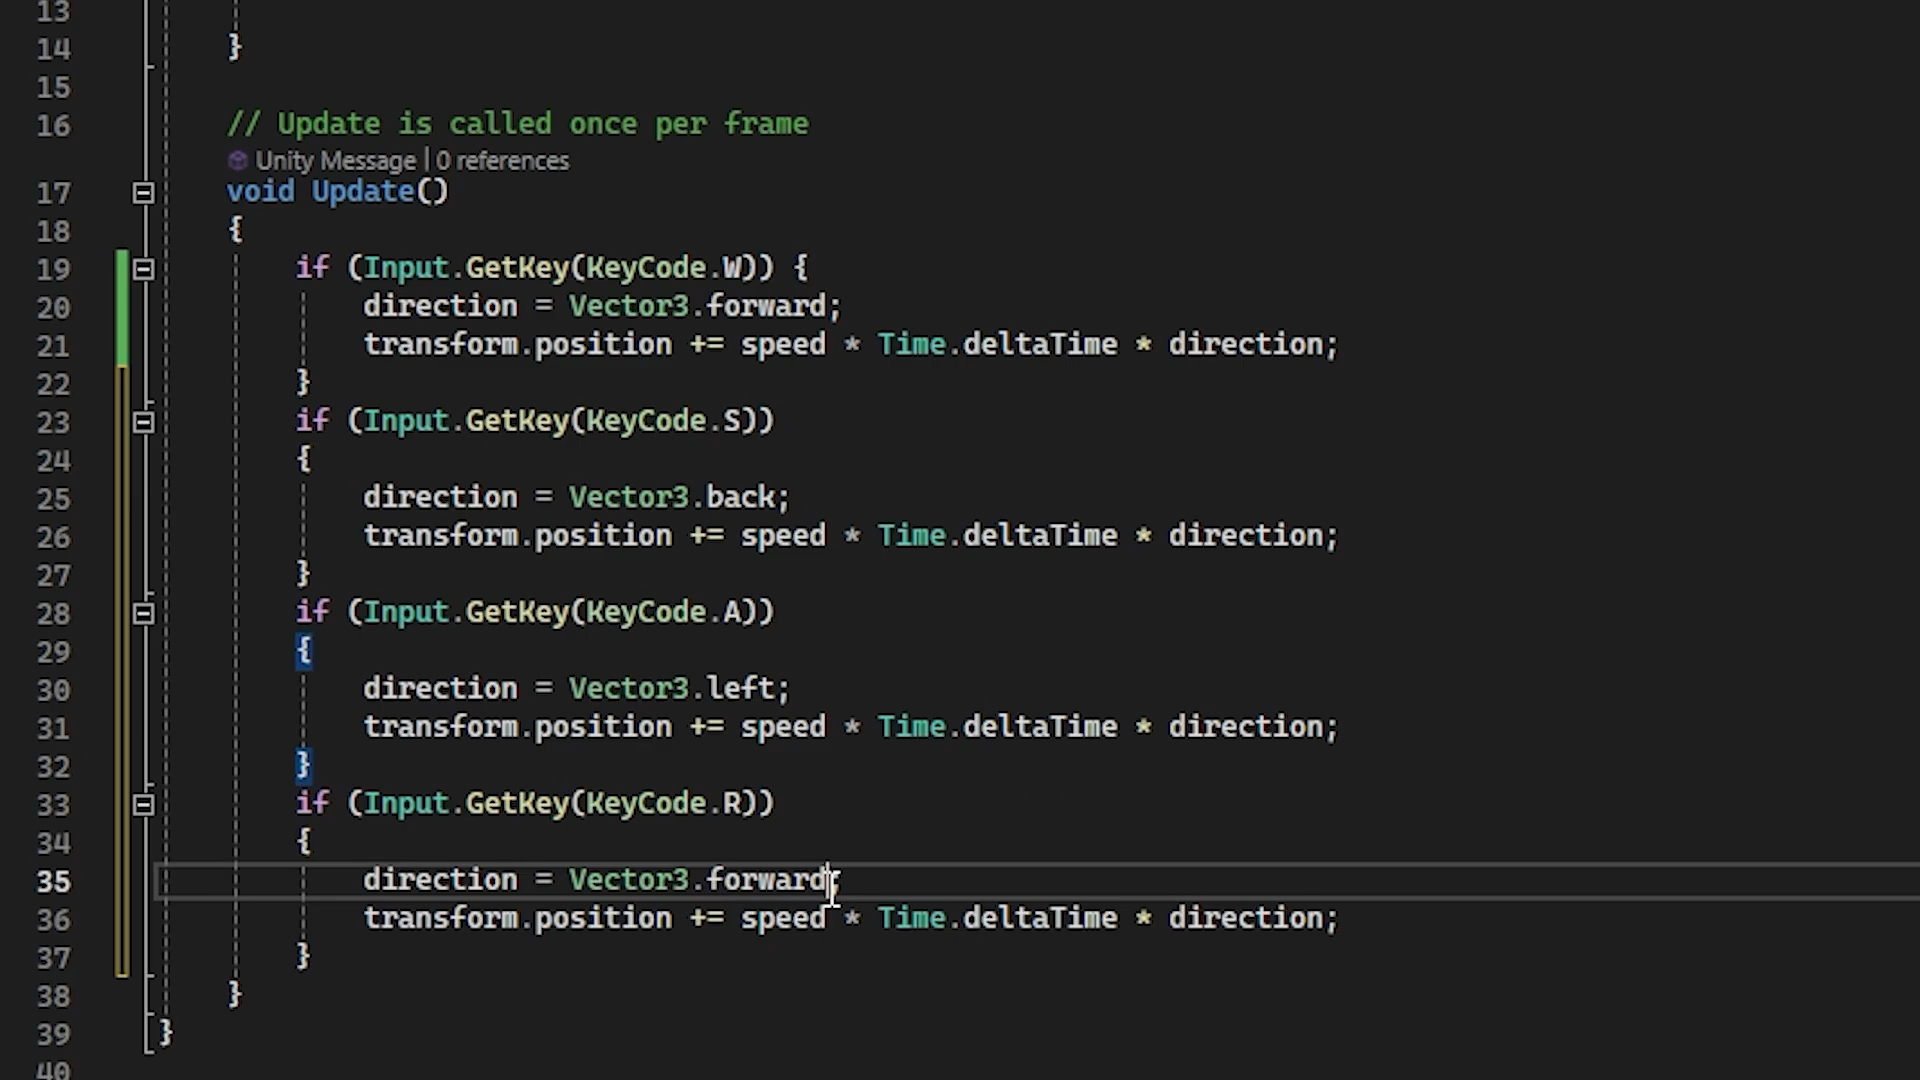 13
14 }
15
16 // Update is called once per frame
Unity Message | 0 references
17 void Update()
18 {
19 if (Input.GetKey(KeyCode.W)) {
20 direction = Vector3.forward;
21 transform.position += speed * Time.deltaTime * direction;
22 }
23 if (Input.GetKey(KeyCode.S))
24 {
25 direction = Vector3.back;
26 transform.position += speed * Time.deltaTime * direction;
27 }
28 if (Input.GetKey(KeyCode.A))
29 {
30 direction = Vector3.left;
31 transform.position += speed * Time.deltaTime * direction;
32 }
33 if (Input.GetKey(KeyCode.R))
34 {
35 direction = Vector3.forward;
36 transform.position += speed * Time.deltaTime * direction;
37 }
38 }
39 }
40